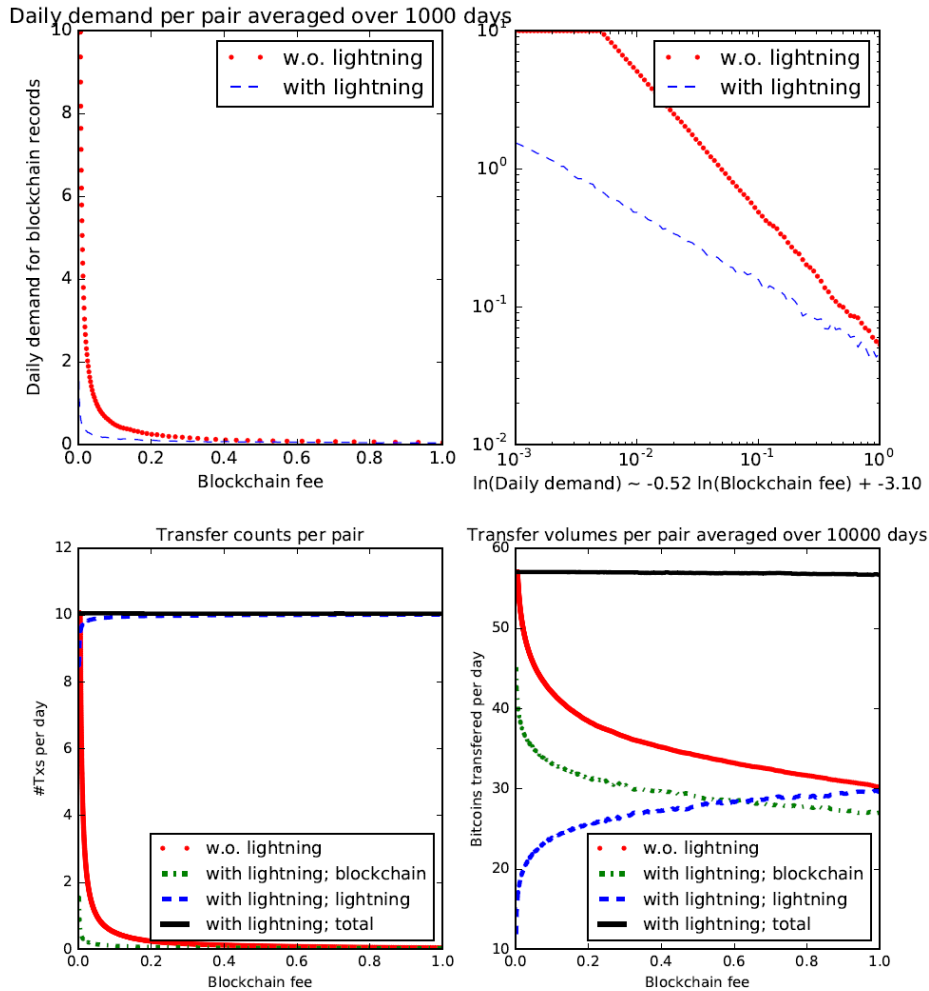 Daily demand per pair averaged over 1000 days
10
8
6
4
2
0
Daily demand for blockchain records
w.o. lightning
with lightning
0.0 0.2 0.4 0.6 0.8 1.0
Blockchain fee
10^1
10^0
10^-1
10^-2
w.o. lightning
with lightning
10^-3 10^-2 10^-1 10^0
ln(Daily demand) ~ -0.52 ln(Blockchain fee) + -3.10
Transfer counts per pair
12
10
8
6
4
2
0
#Txs per day
w.o. lightning
with lightning; blockchain
with lightning; lightning
with lightning; total
0.0 0.2 0.4 0.6 0.8 1.0
Blockchain fee
Transfer volumes per pair averaged over 10000 days
60
50
40
30
20
10
Bitcoins transfered per day
w.o. lightning
with lightning; blockchain
with lightning; lightning
with lightning; total
0.0 0.2 0.4 0.6 0.8 1.0
Blockchain fee